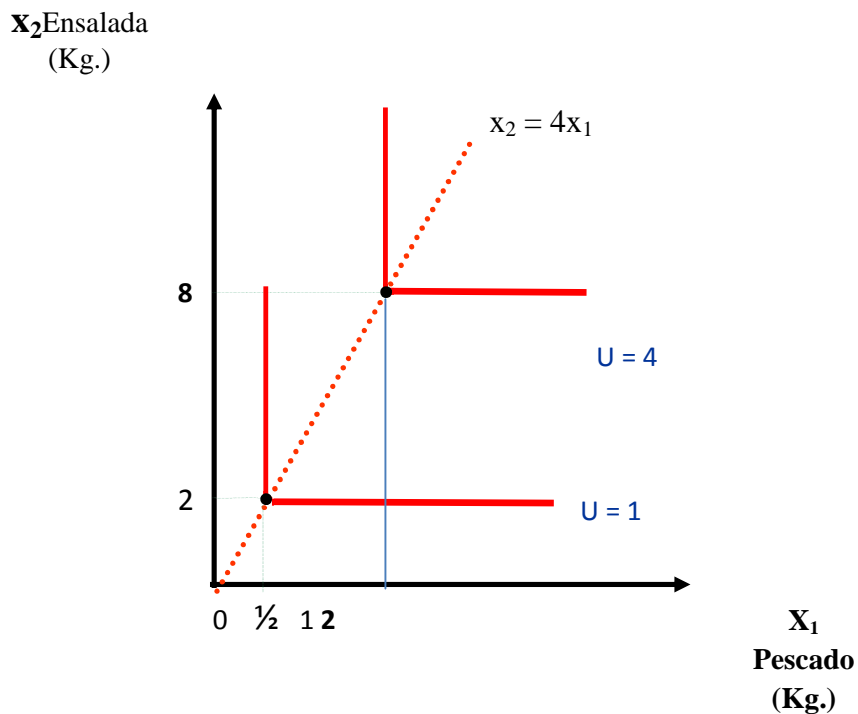 x₂Ensalada
(Kg.)
x₂ = 4x₁
8
U = 4
2
U = 1
0 ½ 1 2
X₁
Pescado
(Kg.)